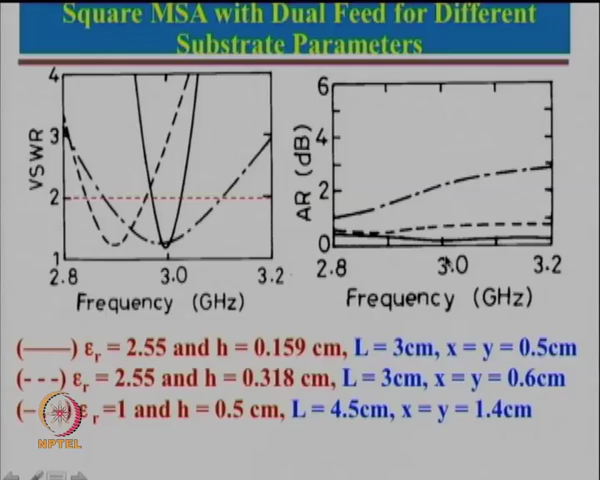 Square MSA with Dual Feed for Different
Substrate Parameters
4
3
2
1
VSWR
2.8
3.0
3.2
Frequency (GHz)
6
4
2
0
AR (dB)
2.8
3.0
3.2
Frequency (GHz)
(——) εr = 2.55 and h = 0.159 cm, L = 3cm, x = y = 0.5cm
(- - -) εr = 2.55 and h = 0.318 cm, L = 3cm, x = y = 0.6cm
εr =1 and h = 0.5 cm, L = 4.5cm, x = y = 1.4cm
NPTEL